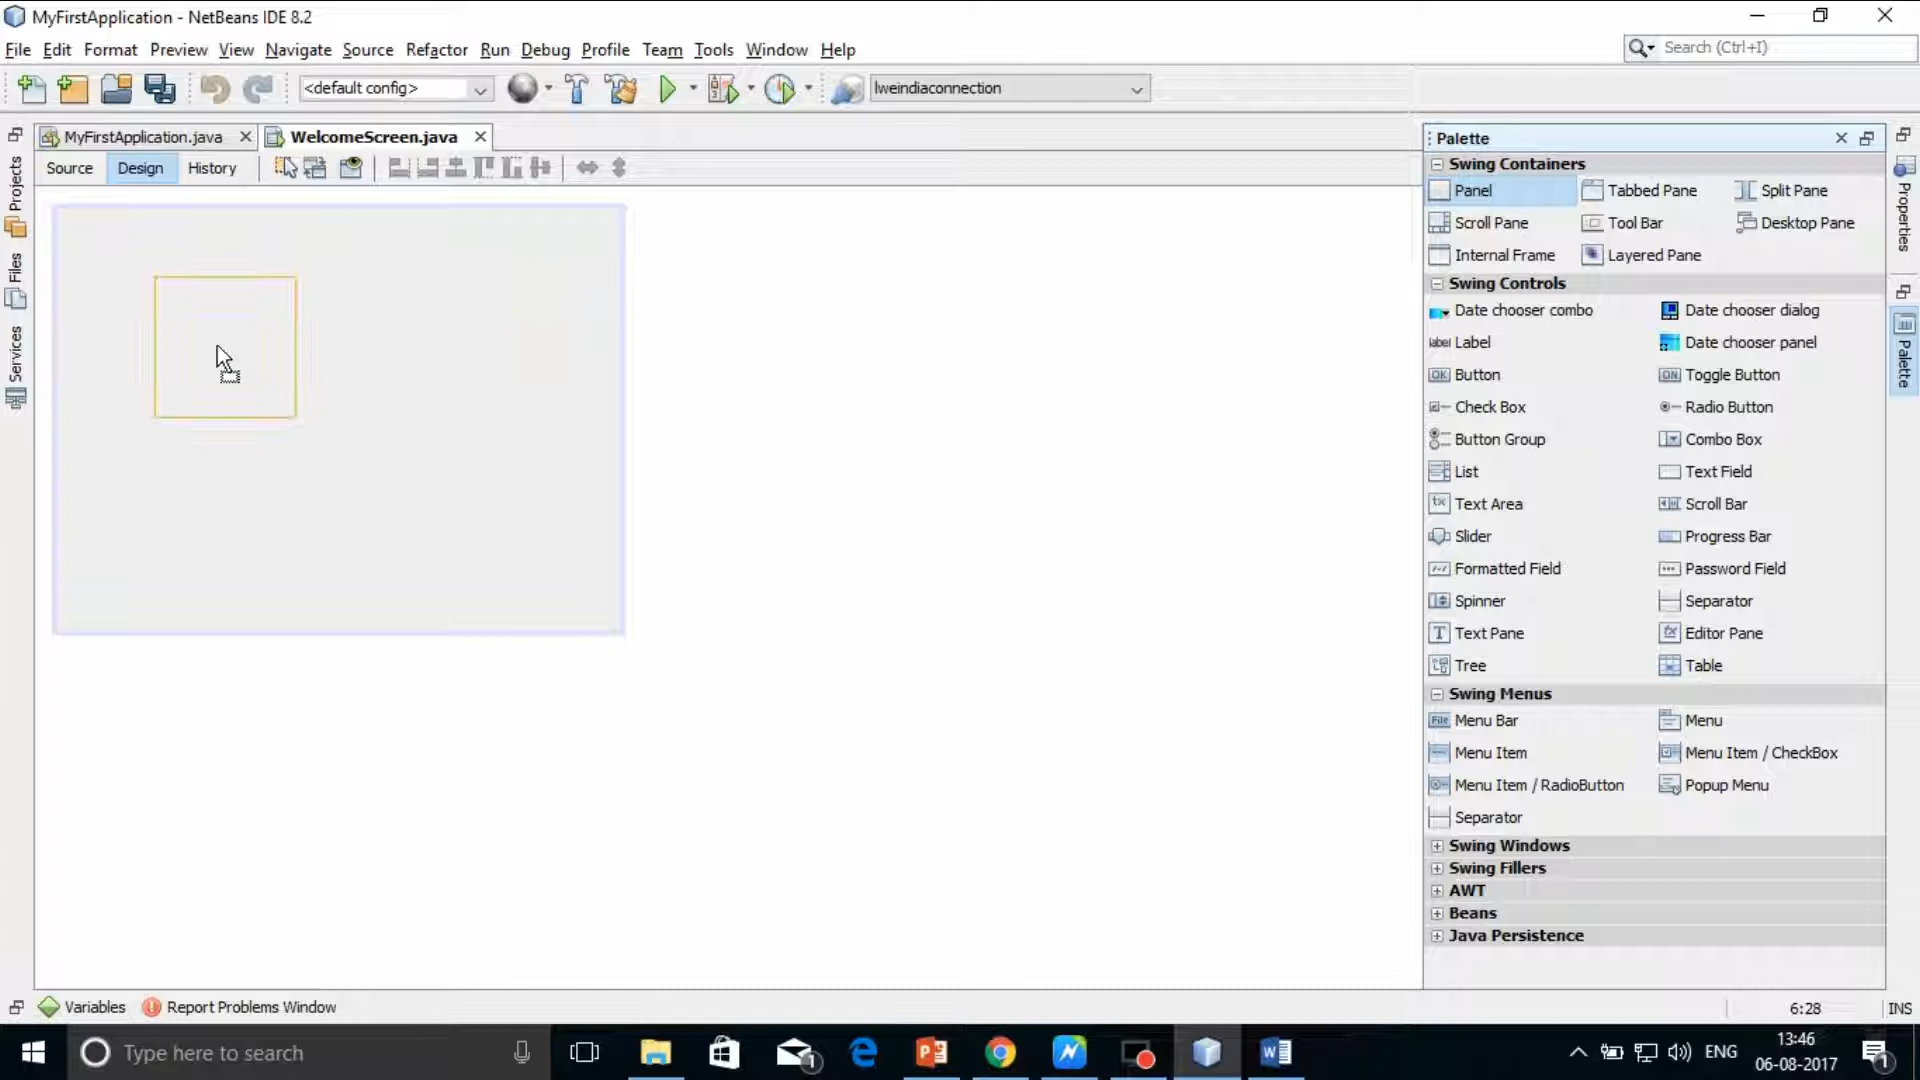 MyFirstApplication - NetBeans IDE 8.2
File Edit Format Preview View Navigate Source Refactor Run Debug Profile Team Tools Window Help
Search (Ctrl+I)
<default config>
lweindiaconnection
MyFirstApplication.java
WelcomeScreen.java
Source Design History
Projects
Files
Services
Palette
Swing Containers
Panel Tabbed Pane Split Pane
Scroll Pane Tool Bar Desktop Pane
Internal Frame Layered Pane
Swing Controls
Date chooser combo Date chooser dialog
label Label Date chooser panel
OK Button ON Toggle Button
Check Box Radio Button
Button Group Combo Box
List Text Field
Text Area Scroll Bar
Slider Progress Bar
Formatted Field Password Field
Spinner Separator
T Text Pane Editor Pane
Tree Table
Swing Menus
File Menu Bar Menu
Menu Item Menu Item / CheckBox
Menu Item / RadioButton Popup Menu
Separator
Swing Windows
Swing Fillers
AWT
Beans
Java Persistence
Properties
Palette
Variables Report Problems Window
6:28 INS
Type here to search
1
ENG
13:46
06-08-2017
1